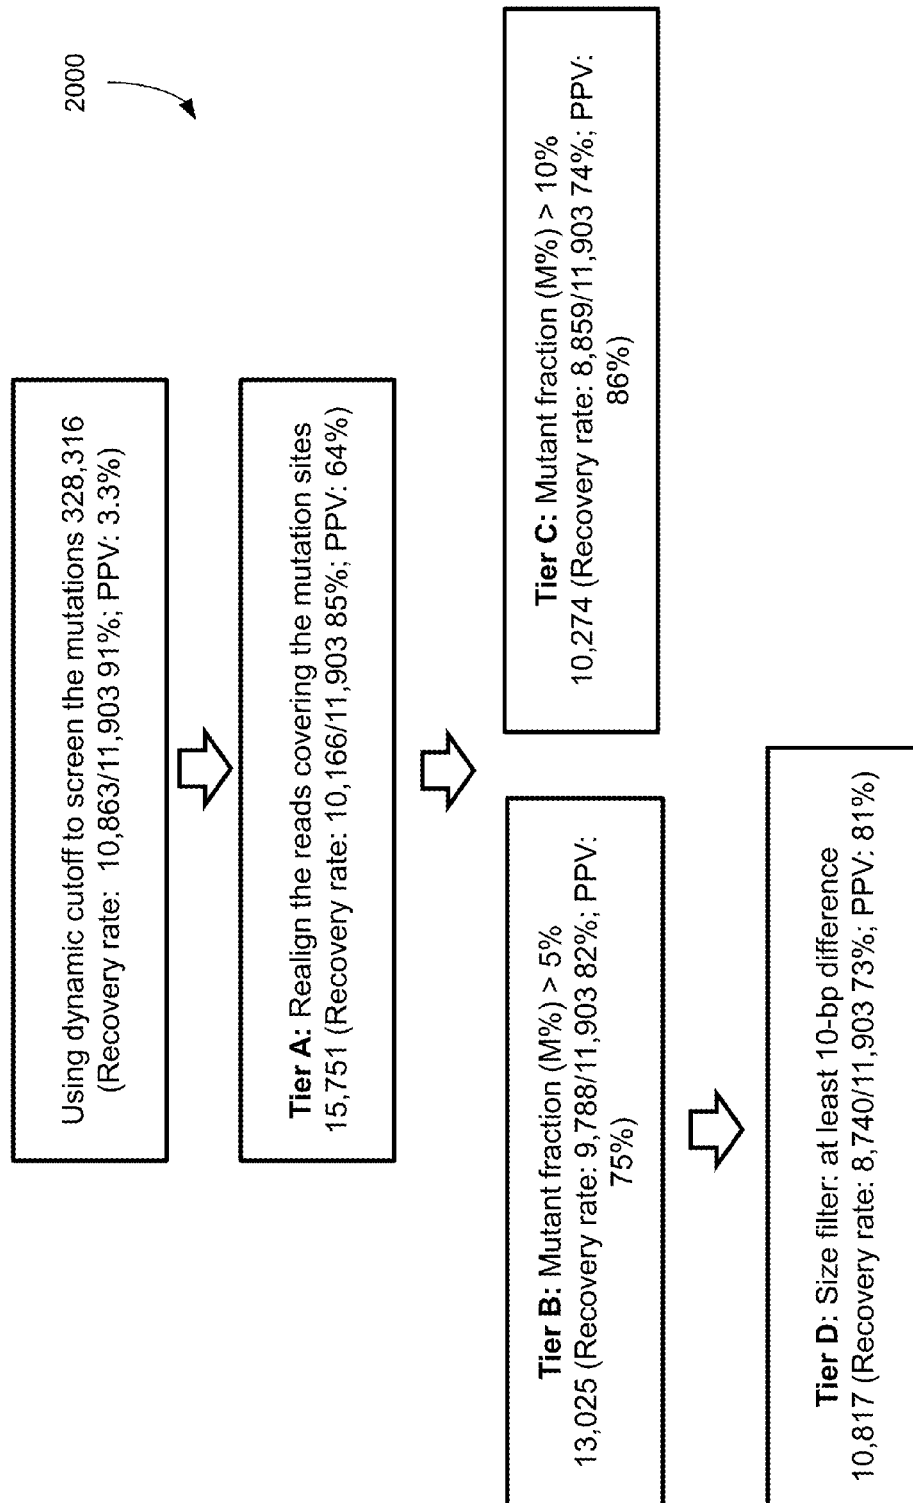 2000
Using dynamic cutoff to screen the mutations 328,316
(Recovery rate: 10,863/11,903 91%; PPV: 3.3%)
Tier A: Realign the reads covering the mutation sites
15,751 (Recovery rate: 10,166/11,903 85%; PPV: 64%)
Tier B: Mutant fraction (M%) > 5%
13,025 (Recovery rate: 9,788/11,903 82%; PPV:
75%)
Tier C: Mutant fraction (M%) > 10%
10,274 (Recovery rate: 8,859/11,903 74%; PPV:
86%)
Tier D: Size filter: at least 10-bp difference
10,817 (Recovery rate: 8,740/11,903 73%; PPV: 81%)